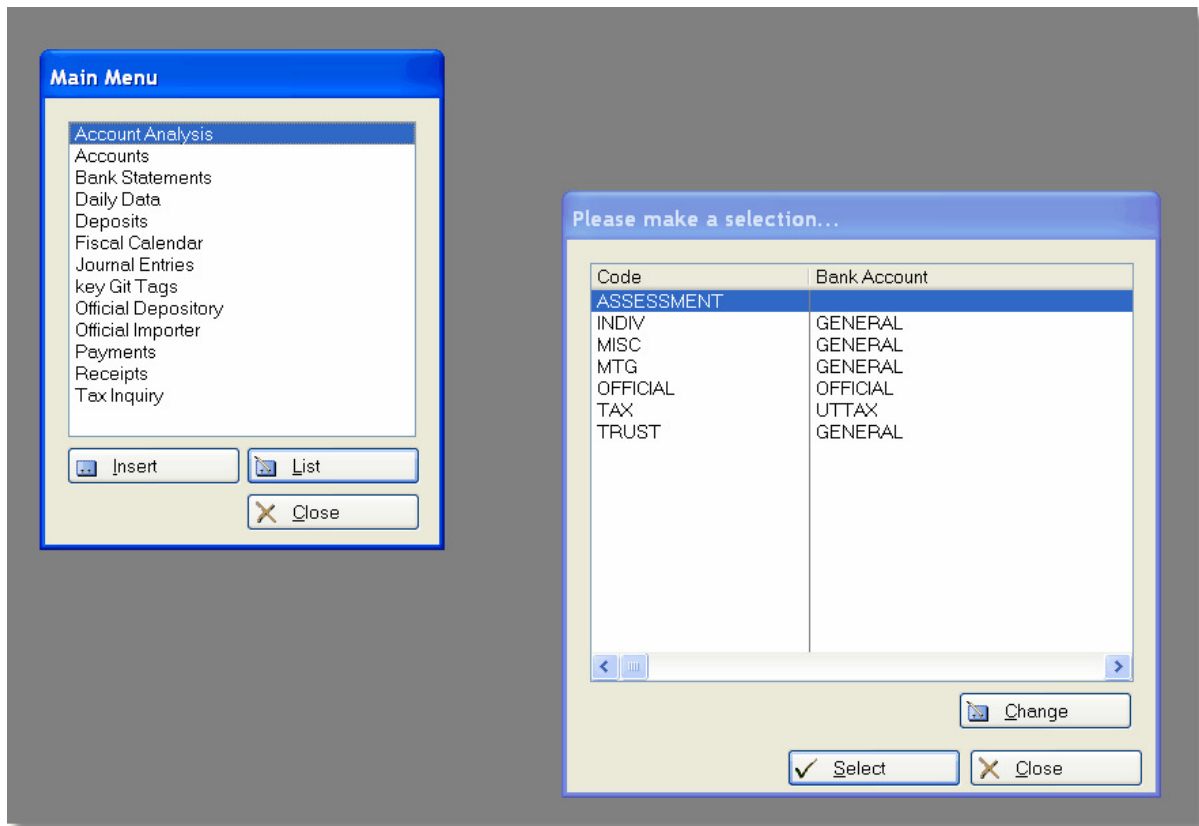 Main Menu
Account Analysis
Accounts
Bank Statements
Daily Data
Deposits
Fiscal Calendar
Journal Entries
key Git Tags
Official Depository
Official Importer
Payments
Receipts
Tax Inquiry
Insert
List
Close
Please make a selection...
Code Bank Account
ASSESSMENT
INDIV GENERAL
MISC GENERAL
MTG GENERAL
OFFICIAL OFFICIAL
TAX UTTAX
TRUST GENERAL
Change
Select
Close